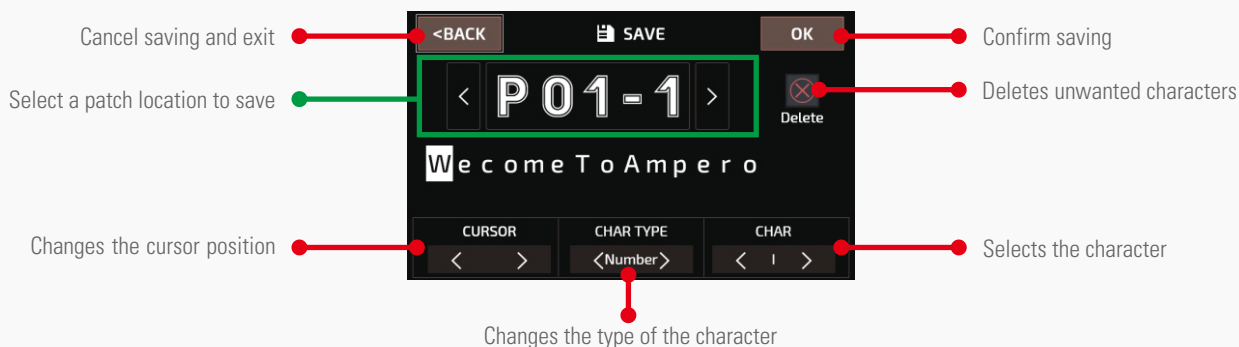 Cancel saving and exit
<BACK
SAVE
OK
Confirm saving
Select a patch location to save
< P01-1 >
Delete
Deletes unwanted characters
WecomeToAmpero
Changes the cursor position
CURSOR
CHAR TYPE
CHAR
< >
<Number>
< I >
Selects the character
Changes the type of the character